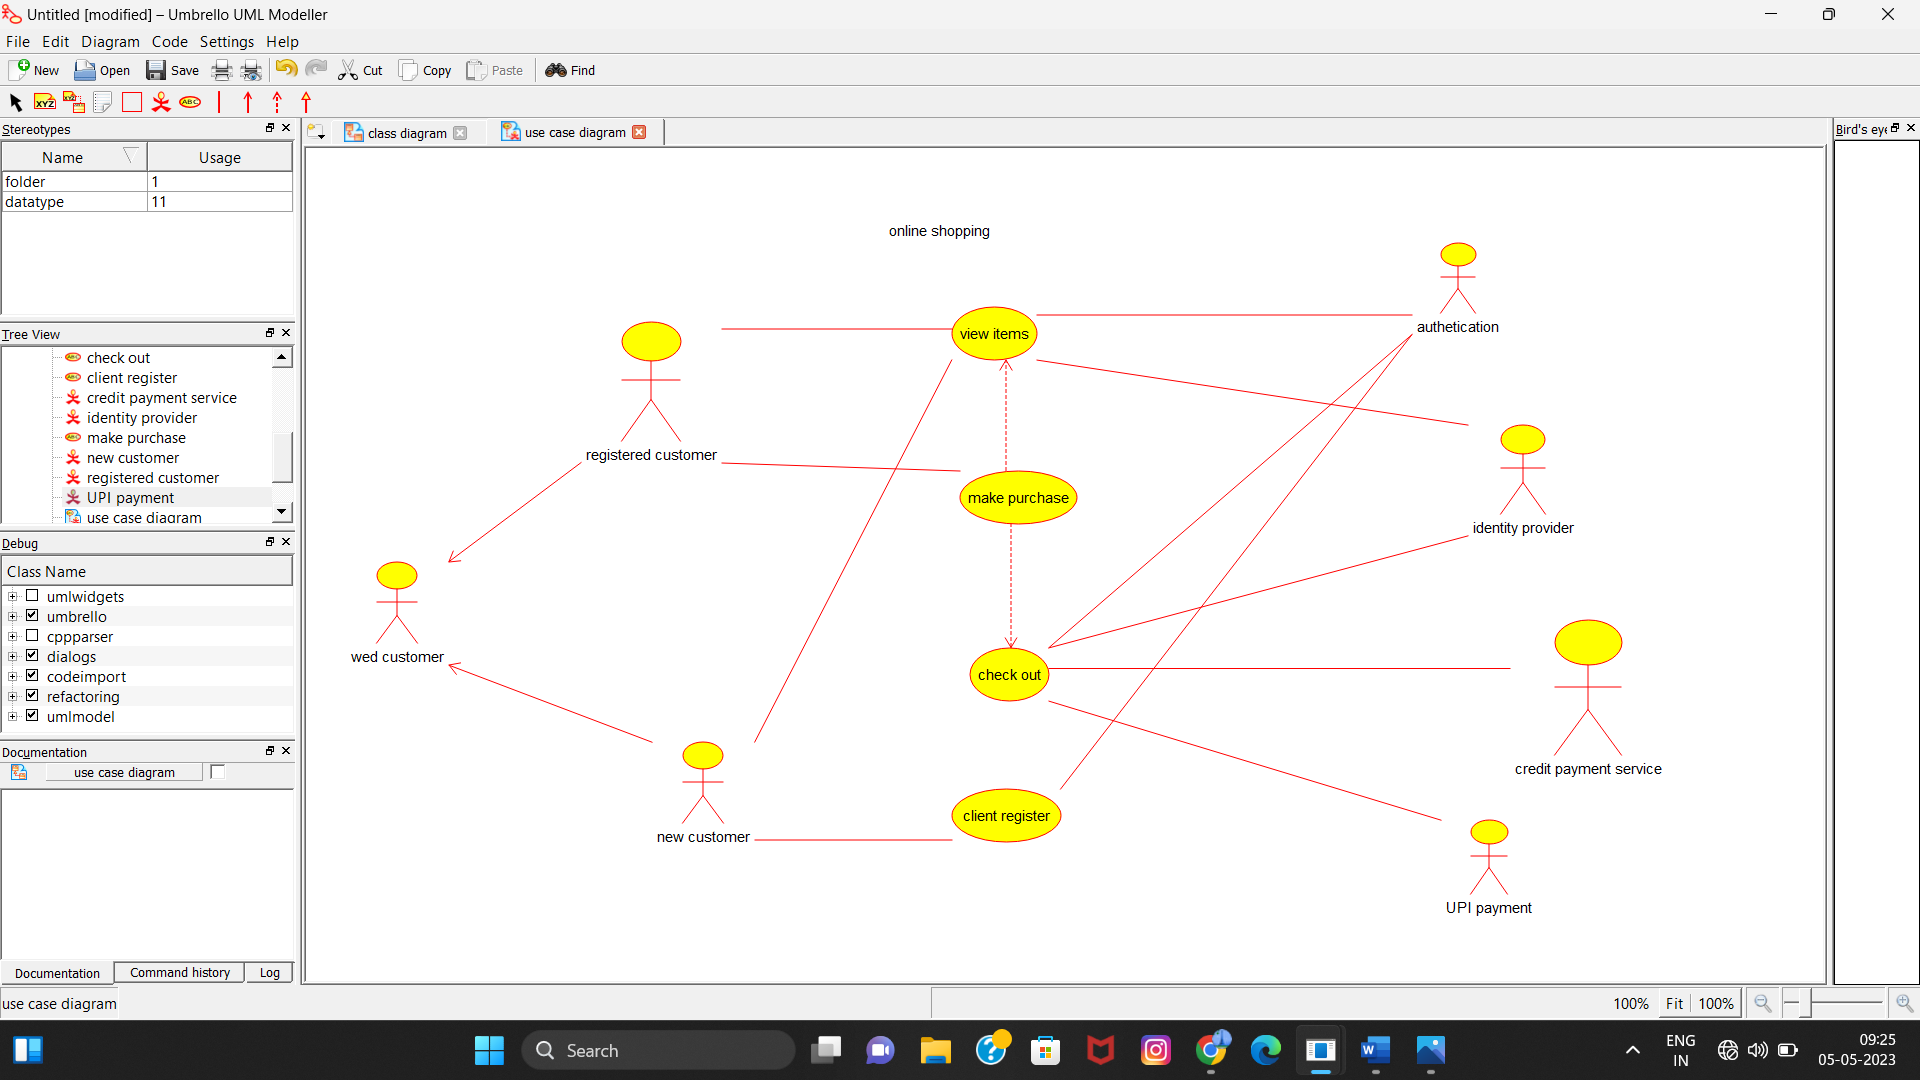 Untitled [modified] – Umbrello UML Modeller
File Edit Diagram Code Settings Help
New Open Save Cut Copy Paste Find
XYZ XYZ ABC
Stereotypes
Name Usage
folder 1
datatype 11
Tree View
check out
client register
credit payment service
identity provider
make purchase
new customer
registered customer
UPI payment
use case diagram
Debug
Class Name
umlwidgets
umbrello
cppparser
dialogs
codeimport
refactoring
umlmodel
Documentation
use case diagram
Documentation Command history Log
class diagram use case diagram
online shopping
view items
authetication
registered customer
make purchase
identity provider
wed customer
check out
credit payment service
client register
new customer
UPI payment
Bird's eye
use case diagram
100% Fit 100%
Search
ENG
IN
09:25
05-05-2023